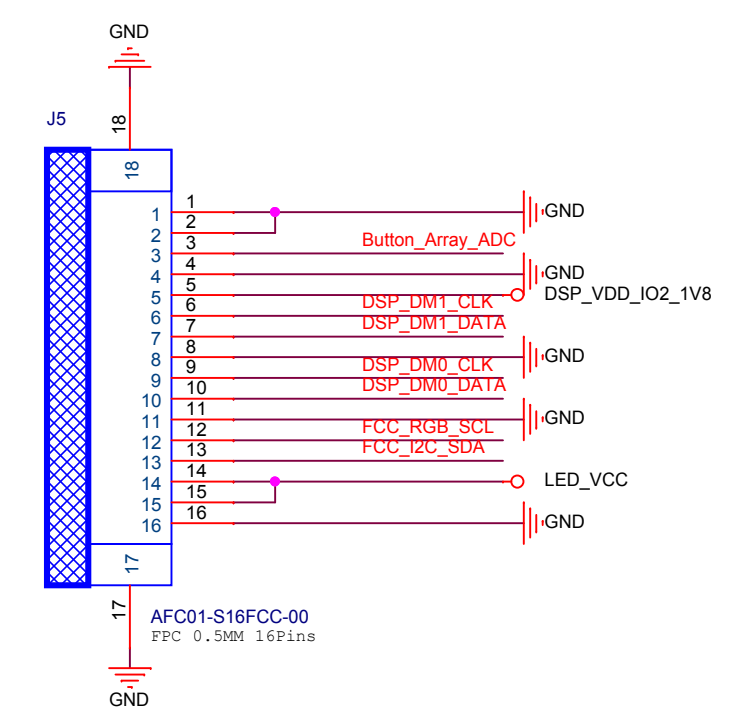 GND
J5
18
18
1
1
GND
2
2
Button_Array_ADC
3
3
4
4
GND
5
5
DSP_VDD_IO2_1V8
DSP_DM1_CLK
6
6
DSP_DM1_DATA
7
7
8
8
GND
DSP_DM0_CLK
9
9
DSP_DM0_DATA
10
10
11
11
GND
FCC_RGB_SCL
12
12
FCC_I2C_SDA
13
13
14
14
LED_VCC
15
15
16
16
GND
17
17
AFC01-S16FCC-00
FPC 0.5MM 16Pins
GND